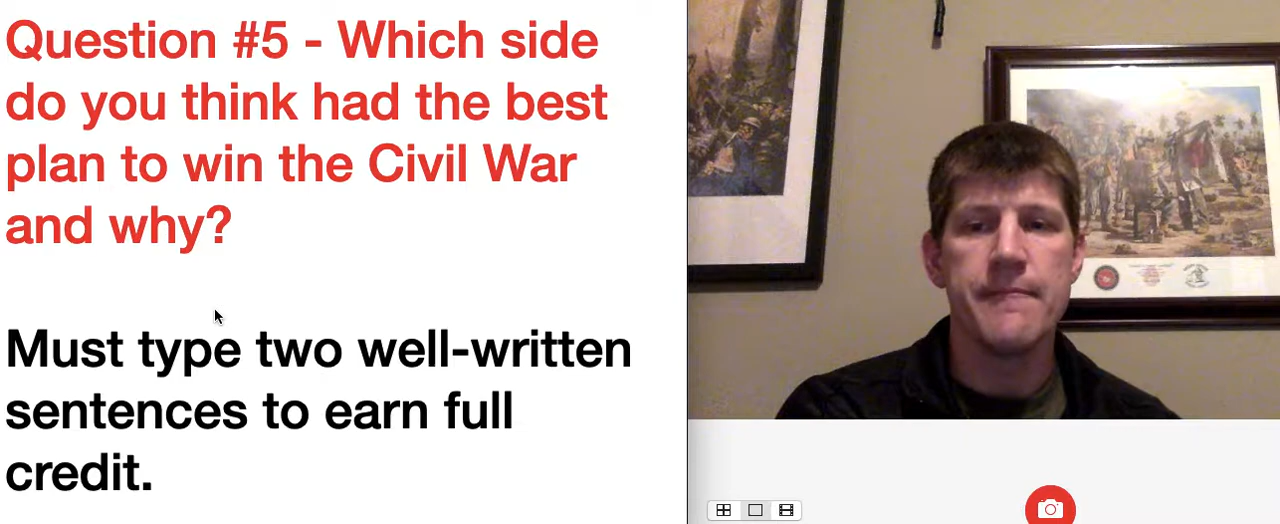 Question #5 - Which side
do you think had the best
plan to win the Civil War
and why?
Must type two well-written
sentences to earn full
credit.